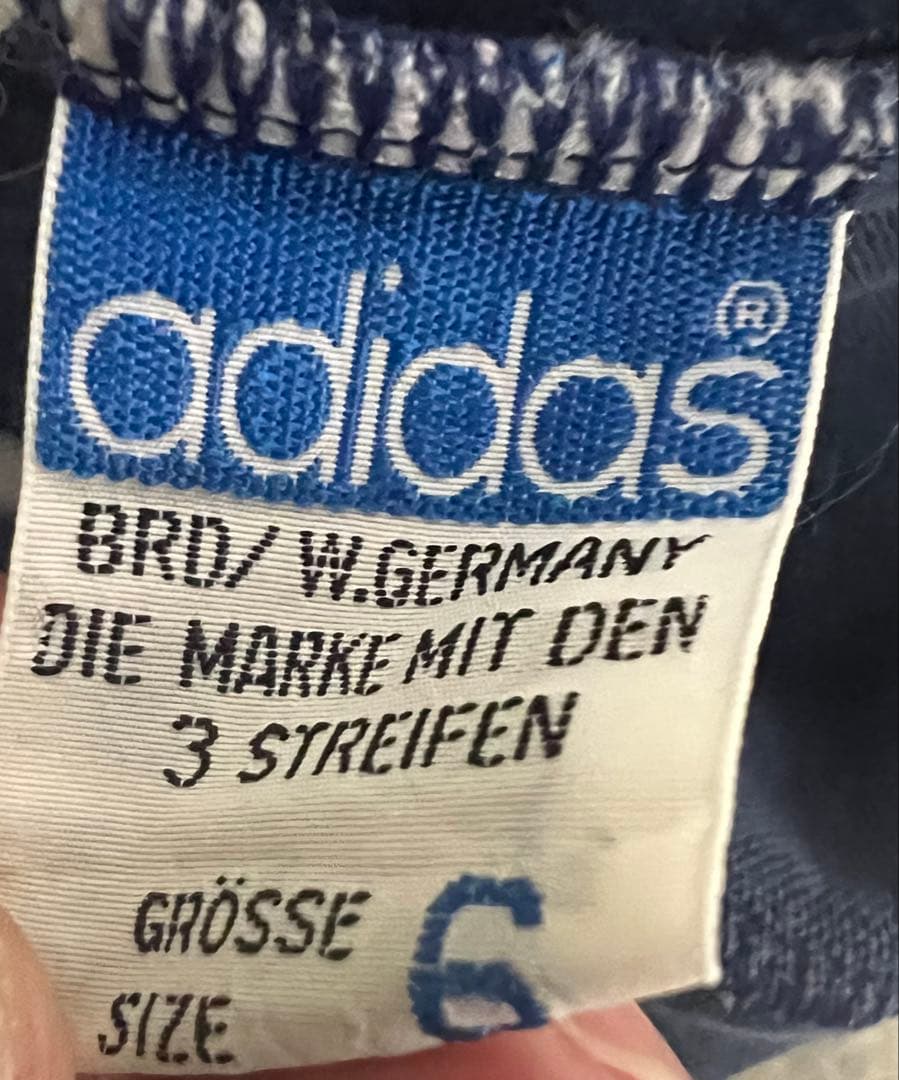 adidas®
BRD/W.GERMANY
DIE MARKE MIT DEN
3 STREIFEN
GRÖSSE 6
SIZE